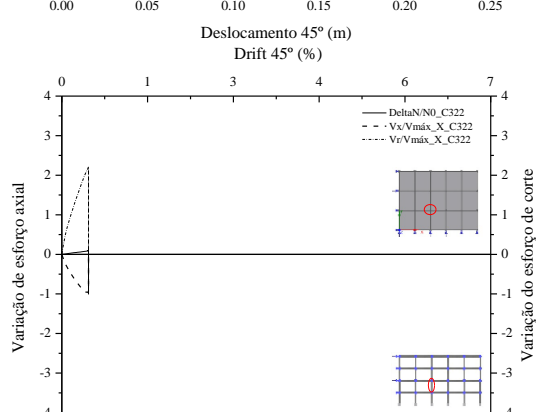 0.00 0.05 0.10 0.15 0.20 0.25
Deslocamento 45º (m)
Drift 45º (%)
0 1 3 4 6 7
4 4
DeltaN/N0_C322
Vx/Vmáx_X_C322
Vr/Vmáx_X_C322
3 3
2 2
1 1
0 0
-1 -1
-2 -2
-3 -3
-4 -4
Variação de esforço axial
Variação do esforço de corte